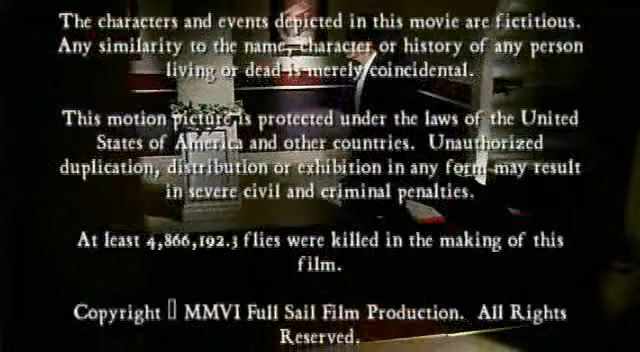 The characters and events depicted in this movie are fictitious.
Any similarity to the name, character or history of any person
living or dead is merely coincidental.
This motion picture is protected under the laws of the United
States of America and other countries. Unauthorized
duplication, distribution or exhibition in any form may result
in severe civil and criminal penalties.
At least 4,866,192.3 flies were killed in the making of this
film.
Copyright ▯ MMVI Full Sail Film Production. All Rights
Reserved.